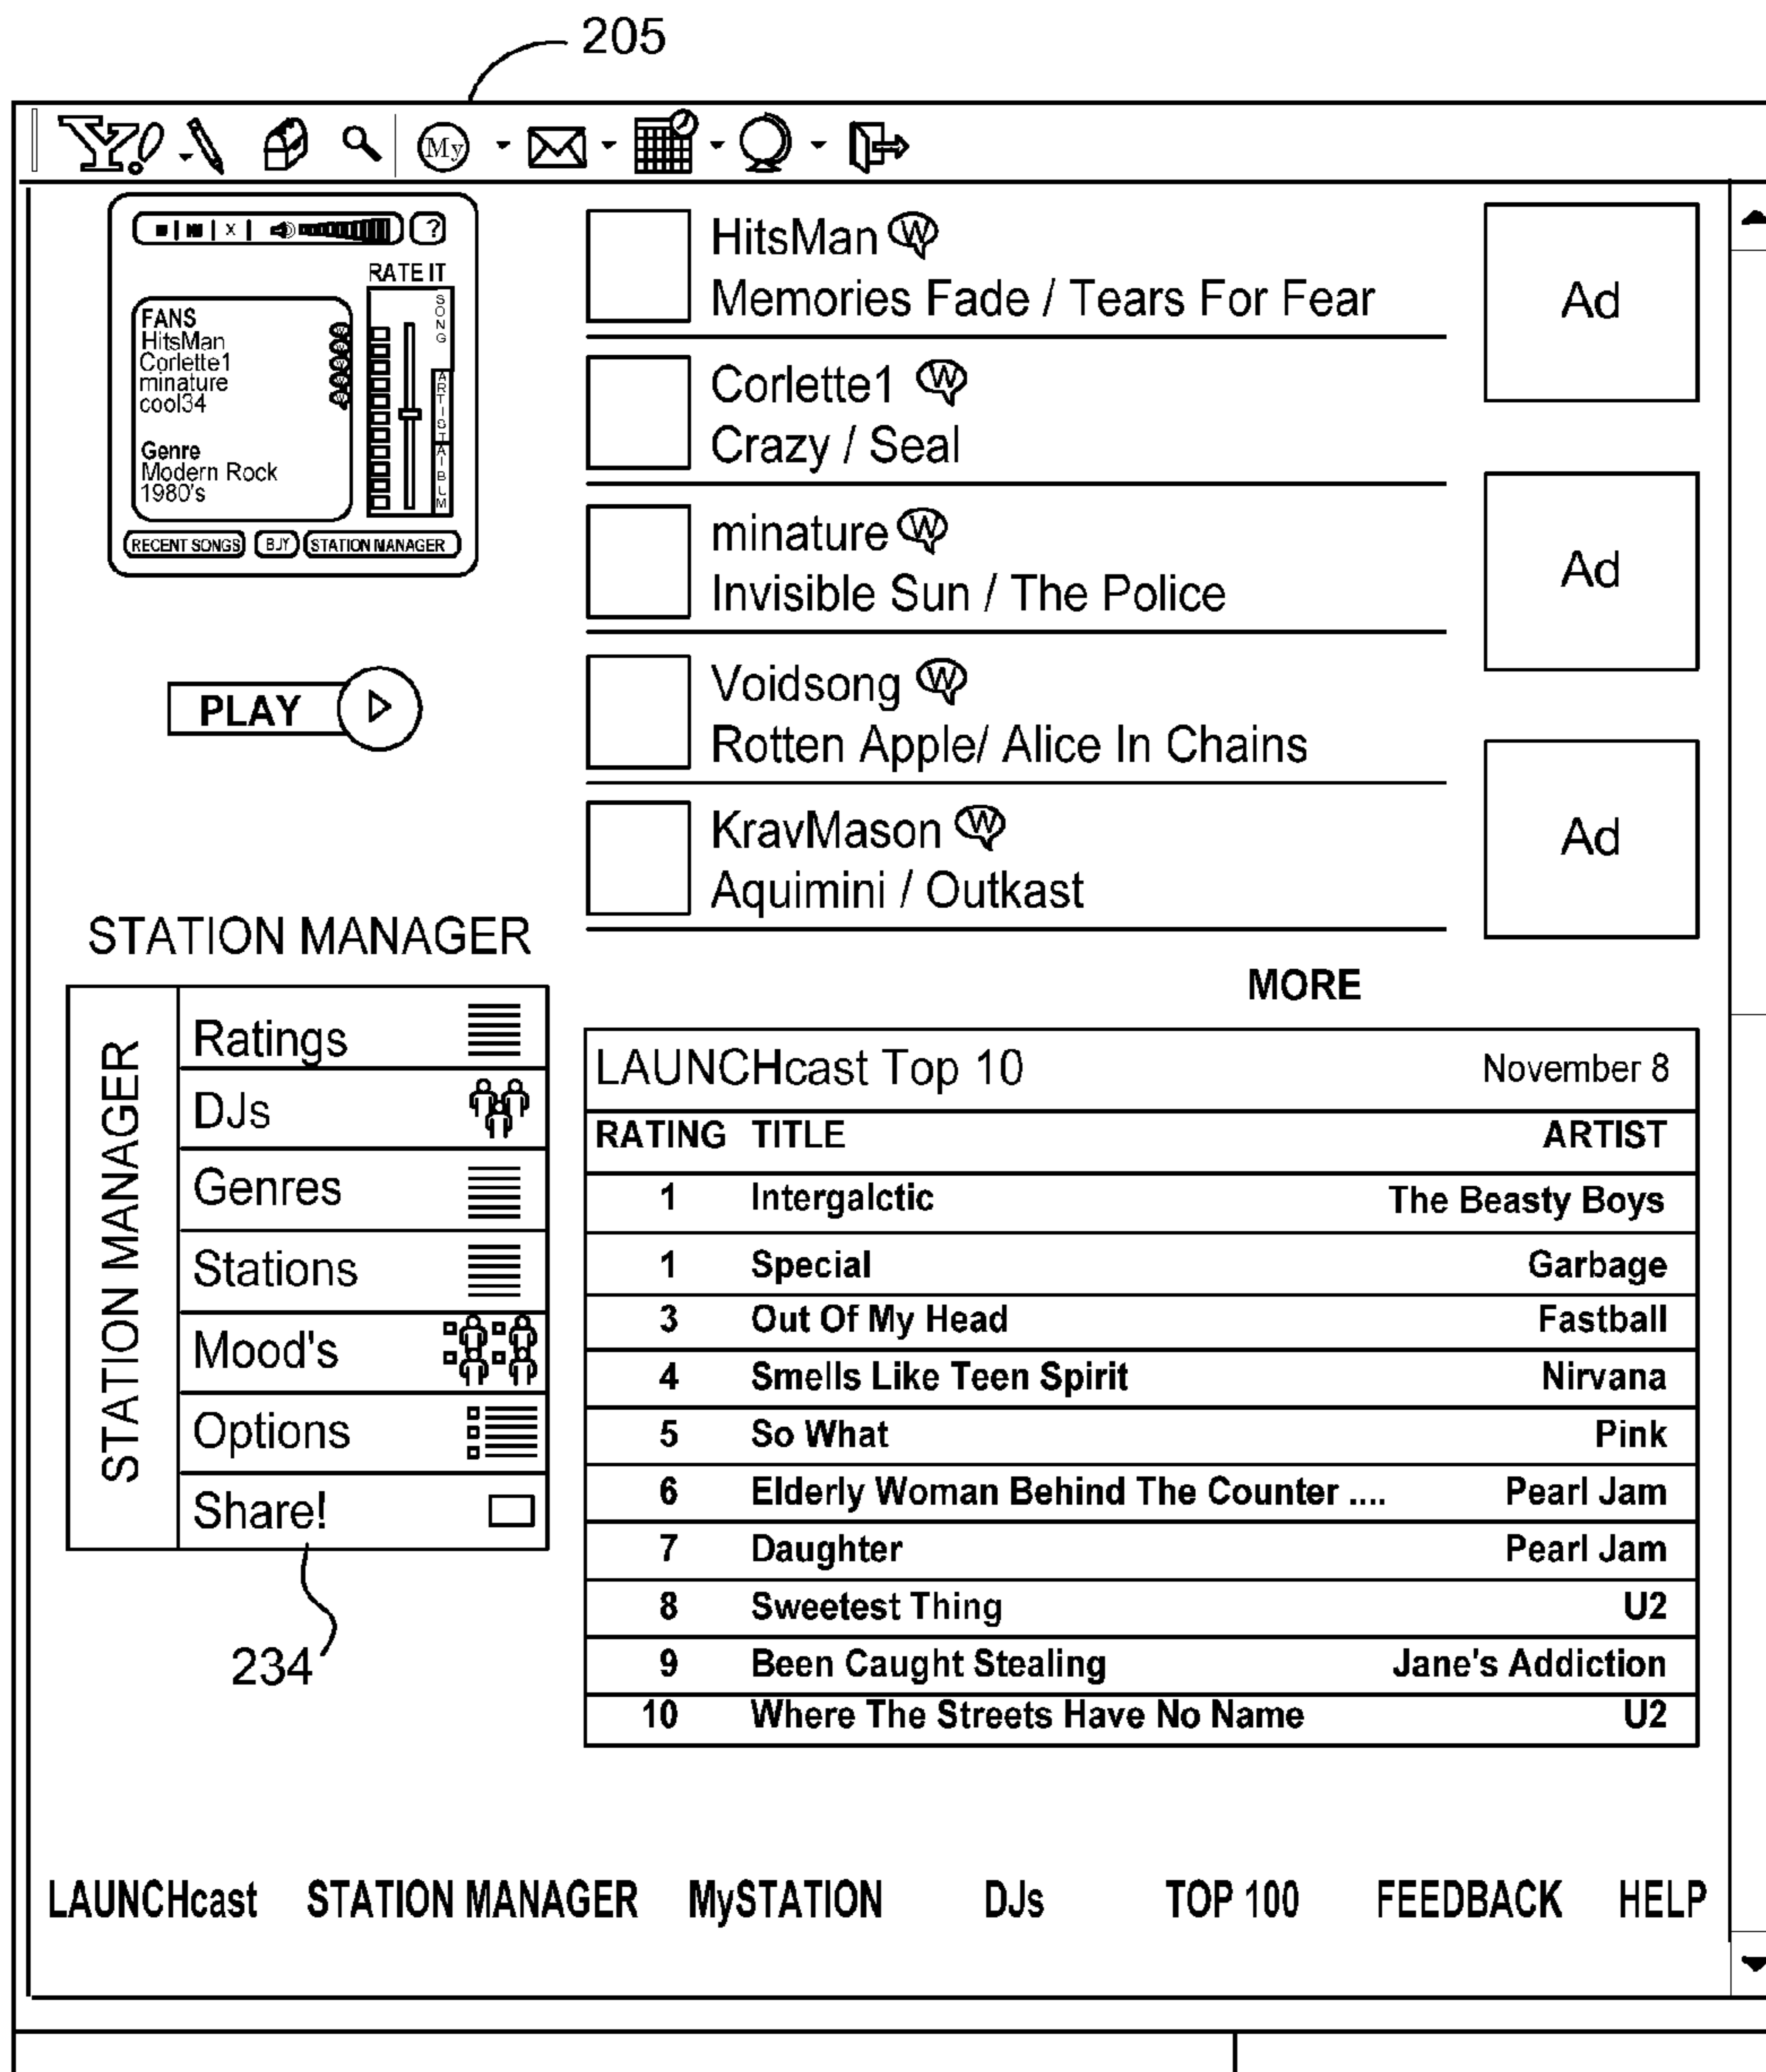 205
Y!
My
?
RATE IT
SONG
ARTIST
FANS
HitsMan
Corlette1
minature
cool34
Genre
Modern Rock
1980's
RECENT SONGS
BJY
STATION MANAGER
PLAY
HitsMan W
Memories Fade / Tears For Fear
Corlette1 W
Crazy / Seal
minature W
Invisible Sun / The Police
Voidsong W
Rotten Apple/ Alice In Chains
KravMason W
Aquimini / Outkast
Ad
Ad
Ad
MORE
STATION MANAGER
STATION MANAGER
Ratings
DJs
Genres
Stations
Mood's
Options
Share!
234
LAUNCHcast Top 10 November 8
RATING TITLE ARTIST
1 Intergalctic The Beasty Boys
1 Special Garbage
3 Out Of My Head Fastball
4 Smells Like Teen Spirit Nirvana
5 So What Pink
6 Elderly Woman Behind The Counter .... Pearl Jam
7 Daughter Pearl Jam
8 Sweetest Thing U2
9 Been Caught Stealing Jane's Addiction
10 Where The Streets Have No Name U2
LAUNCHcast STATION MANAGER MySTATION DJs TOP 100 FEEDBACK HELP